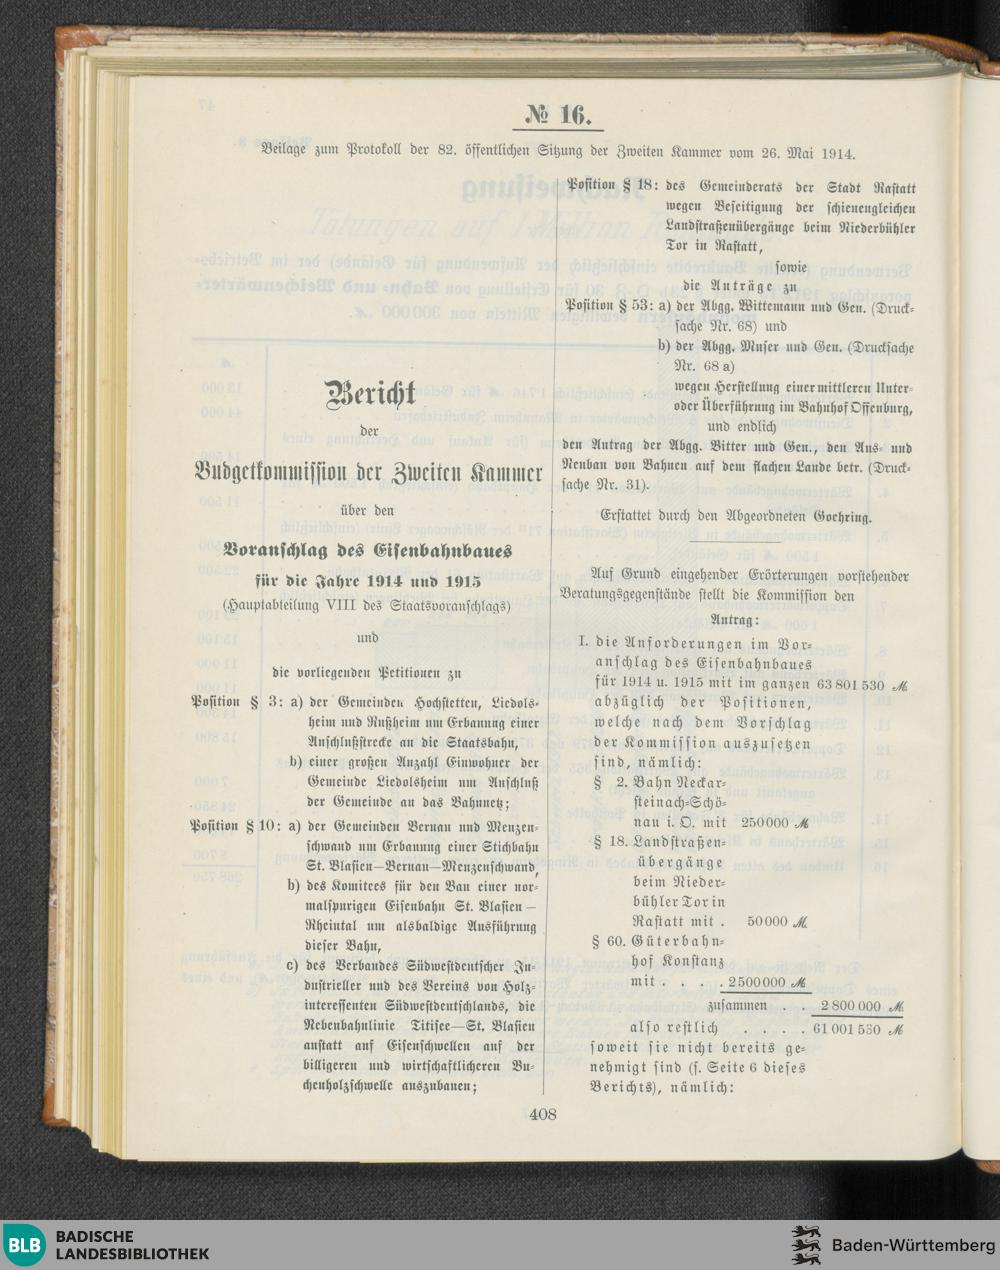 № 16.
Beilage zum Protokoll der 82. öffentlichen Sitzung der Zweiten Kammer vom 26. Mai 1914.
Bericht
der
Budgetkommission der Zweiten Kammer
über den
Voranschlag des Eisenbahnbaues
für die Jahre 1914 und 1915
(Hauptabteilung VIII des Staatsvoranschlags)
und
die vorliegenden Petitionen zu
Position § 3: a) der Gemeinden Hochstetten, Liedols-
heim und Rußheim um Erbauung einer
Anschlußstrecke an die Staatsbahn,
b) einer großen Anzahl Einwohner der
Gemeinde Liedolsheim um Anschluß
der Gemeinde an das Bahnnetz;
Position § 10: a) der Gemeinden Bernau und Menzen-
schwand um Erbauung einer Stichbahn
St. Blasien—Bernau—Menzenschwand,
b) des Komitees für den Bau einer nor-
malspurigen Eisenbahn St. Blasien —
Rheintal um alsbaldige Ausführung
dieser Bahn,
c) des Verbandes Südwestdeutscher In-
dustrieller und des Vereins von Holz-
interessenten Südwestdeutschlands, die
Nebenbahnlinie Titisee—St. Blasien
anstatt auf Eisenschwellen auf der
billigeren und wirtschaftlicheren Bu-
chenholzschwelle auszubauen;
Position § 18: des Gemeinderats der Stadt Rastatt
wegen Beseitigung der schienengleichen
Landstraßenübergänge beim Niederbühler
Tor in Rastatt,
sowie
die Anträge zu
Position § 53: a) der Abgg. Wittemann und Gen. (Druck-
sache Nr. 68) und
b) der Abgg. Muser und Gen. (Drucksache
Nr. 68 a)
wegen Herstellung einer mittleren Unter-
oder Überführung im Bahnhof Offenburg,
und endlich
den Antrag der Abgg. Bitter und Gen., den Aus- und
Neubau von Bahnen auf dem flachen Lande betr. (Druck-
sache Nr. 31).
Erstattet durch den Abgeordneten Goehring.
Auf Grund eingehender Erörterungen vorstehender
Beratungsgegenstände stellt die Kommission den
Antrag:
I. die Anforderungen im Vor-
anschlag des Eisenbahnbaues
für 1914 u. 1915 mit im ganzen 63 801 530 ℳ
abzüglich der Positionen,
welche nach dem Vorschlag
der Kommission auszusetzen
sind, nämlich:
§ 2. Bahn Neckar-
steinach-Schö-
nau i. O. mit 250 000 ℳ
§ 18. Landstraßen-
übergänge
beim Nieder-
bühler Tor in
Rastatt mit . 50 000 ℳ
§ 60. Güterbahn-
hof Konstanz
mit . . . . 2 500 000 ℳ
zusammen . . 2 800 000 ℳ
also restlich . . . . 61 001 530 ℳ
soweit sie nicht bereits ge-
nehmigt sind (s. Seite 6 dieses
Berichts), nämlich:
408
BLB BADISCHE
LANDESBIBLIOTHEK
Baden-Württemberg